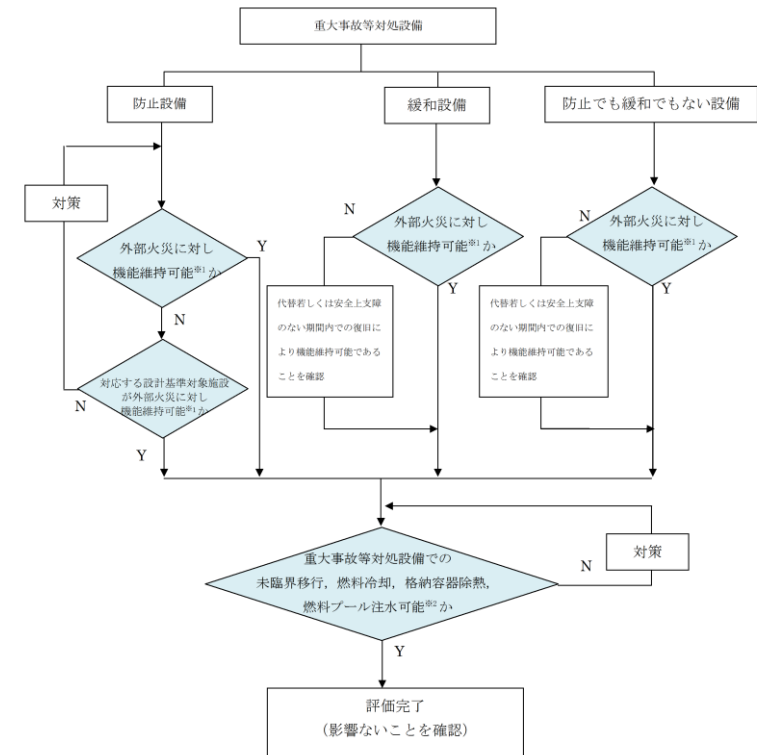 重大事故等対処設備
防止設備
緩和設備
防止でも緩和でもない設備
対策
外部火災に対し
機能維持可能※1か
Y
N
対応する設計基準対象施設
が外部火災に対し
機能維持可能※1か
N
Y
N
外部火災に対し
機能維持可能※1か
Y
代替若しくは安全上支障
のない期間内での復旧に
より機能維持可能である
ことを確認
N
外部火災に対し
機能維持可能※1か
Y
代替若しくは安全上支障
のない期間内での復旧に
より機能維持可能である
ことを確認
重大事故等対処設備での
未臨界移行，燃料冷却，格納容器除熱，
燃料プール注水可能※2か
N
対策
Y
評価完了
（影響ないことを確認）